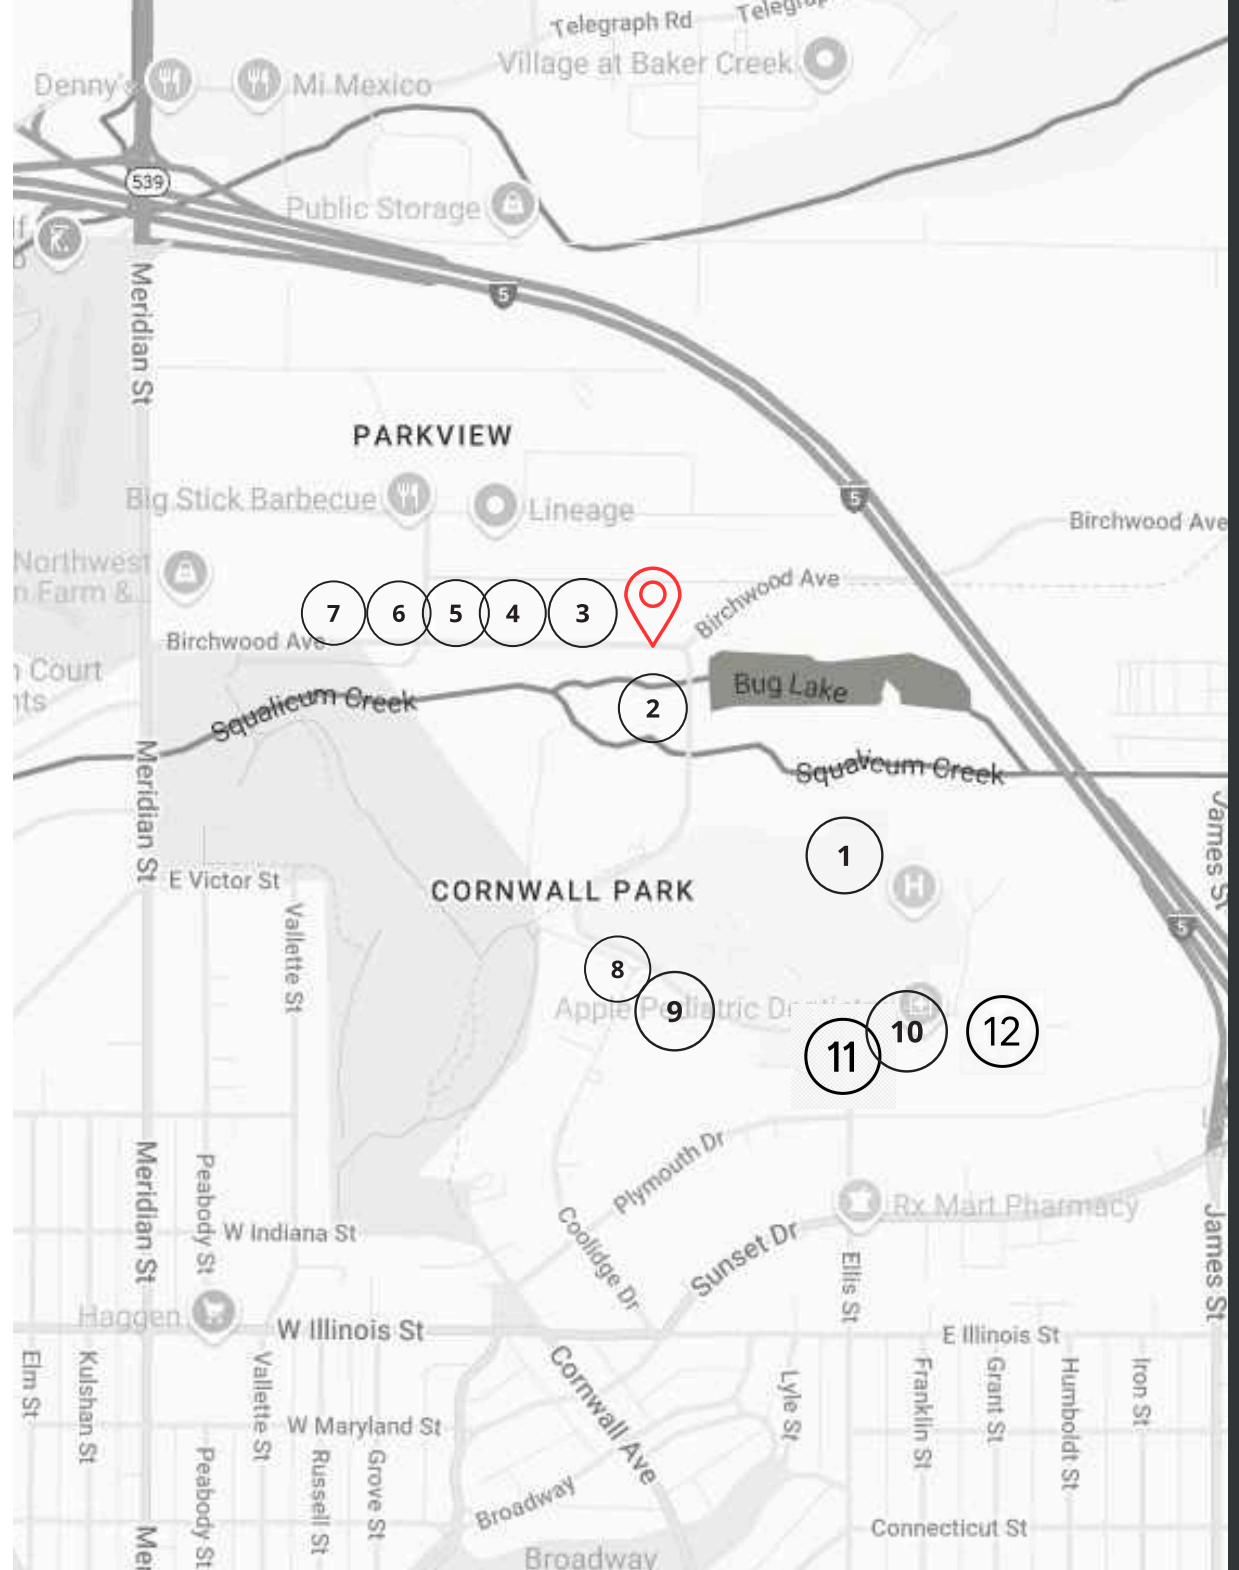 Telegraph Rd
Village at Baker Creek
Denny's
Mi Mexico
539
Public Storage
5
Meridian St
PARKVIEW
Big Stick Barbecue
Lineage
5
Birchwood Ave
Northwest
n Farm &
Birchwood Ave
7
6
5
4
3
Birchwood Ave
Court
nts
Squalicum Creek
2
Bug Lake
Squalicum Creek
Meridian St
James St
1
H
E Victor St
CORNWALL PARK
Vallette St
5
8
9
Apple Pediatric
10
11
12
Meridian St
Peabody St
Plymouth Dr
W Indiana St
Coolidge Dr
Sunset Dr
Rx Mart Pharmacy
Ellis St
James St
Haggen
W Illinois St
E Illinois St
Elm St
Kulshan St
Vallette St
Cornwall Ave
Lyle St
Franklin St
Grant St
Humboldt St
Iron St
W Maryland St
Peabody St
Russell St
Grove St
Broadway
Connecticut St
Mer
Broadway